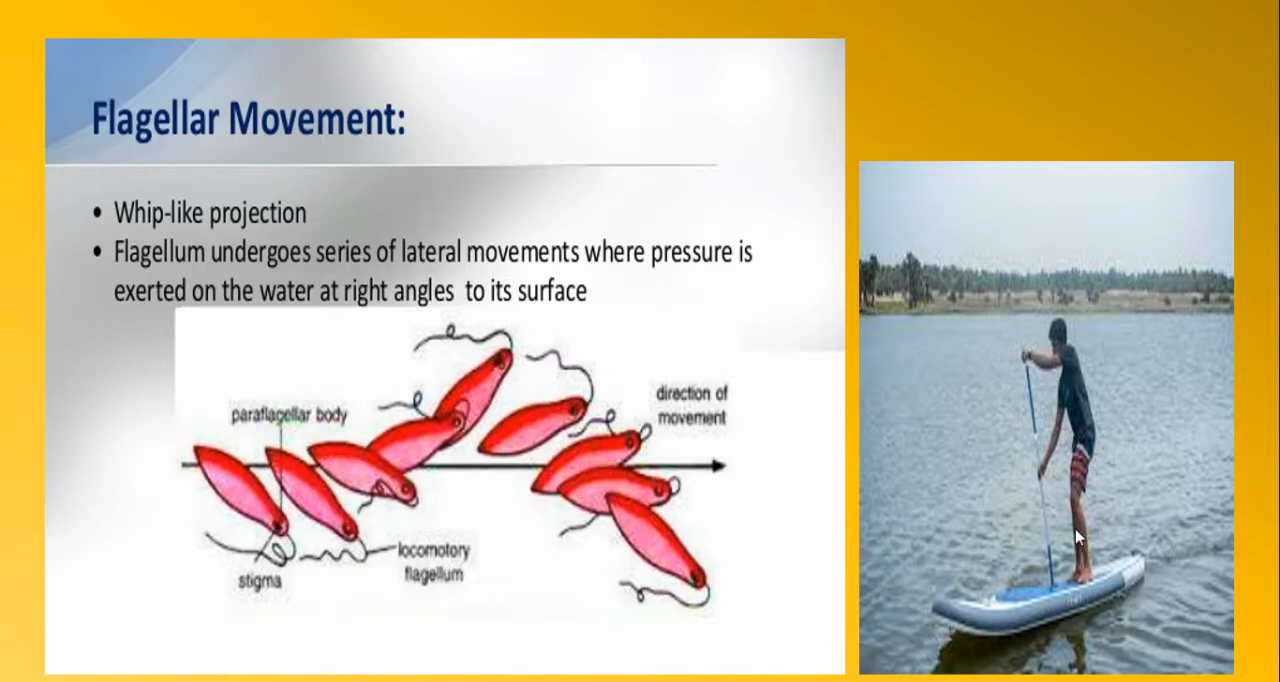 Flagellar Movement:
• Whip-like projection
• Flagellum undergoes series of lateral movements where pressure is
exerted on the water at right angles  to its surface
direction of
movement
paraflagellar body
locomotory
flagellum
stigma